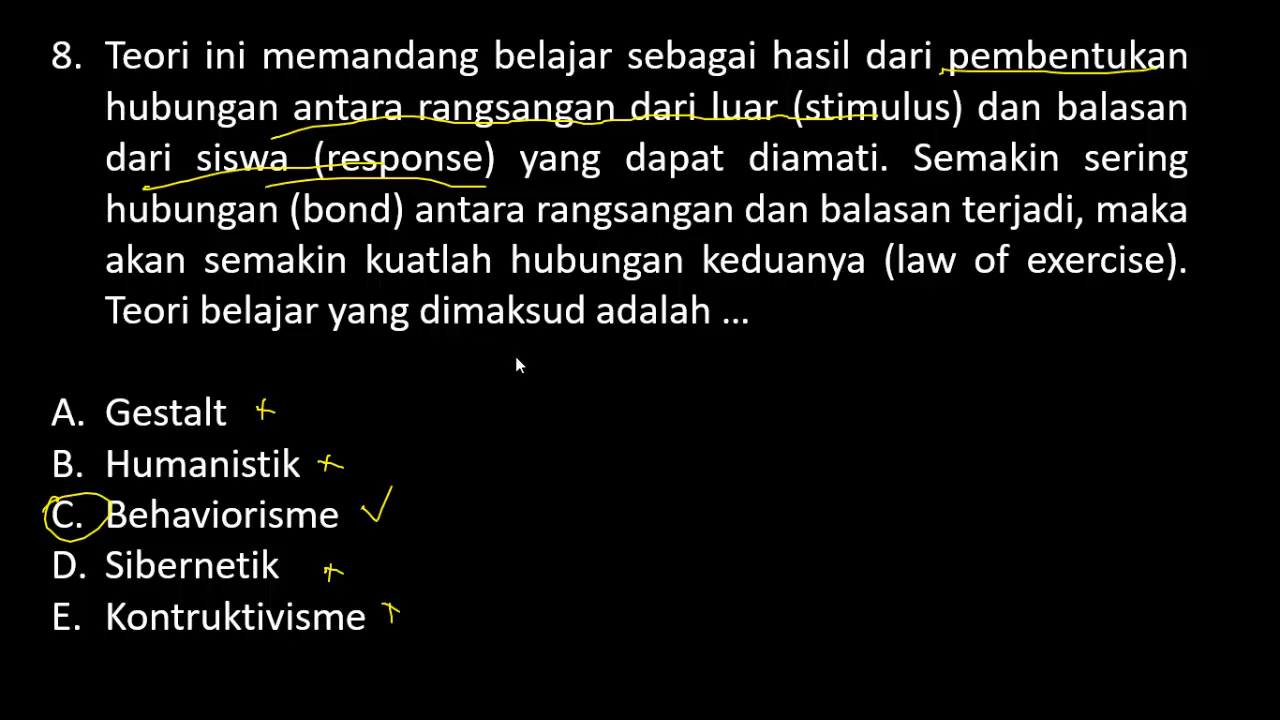 8. Teori ini memandang belajar sebagai hasil dari pembentukan
hubungan antara rangsangan dari luar (stimulus) dan balasan
dari siswa (response) yang dapat diamati. Semakin sering
hubungan (bond) antara rangsangan dan balasan terjadi, maka
akan semakin kuatlah hubungan keduanya (law of exercise).
Teori belajar yang dimaksud adalah ...
A. Gestalt
B. Humanistik
C. Behaviorisme
D. Sibernetik
E. Kontruktivisme